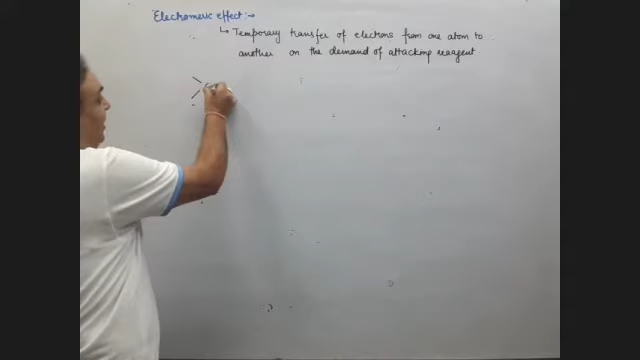 Electromeric effect:→
↳ Temporary transfer of electrons from one atom to
another on the demand of attacking reagent